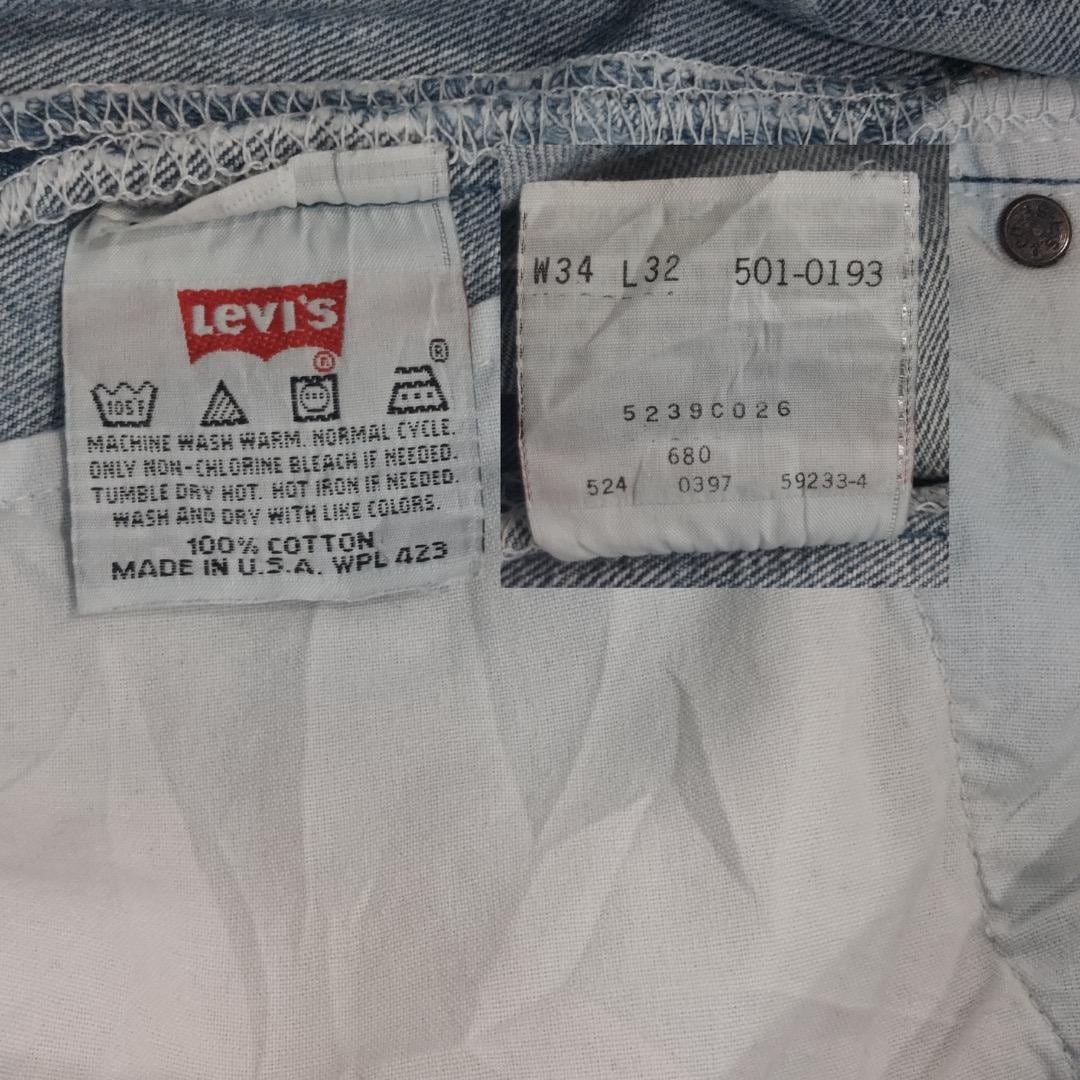 Levi's
®
®
105F
MACHINE WASH WARM. NORMAL CYCLE.
ONLY NON-CHLORINE BLEACH IF NEEDED.
TUMBLE DRY HOT. HOT IRON IF NEEDED.
WASH AND DRY WITH LIKE COLORS.
100% COTTON
MADE IN U.S.A. WPL 423
W34 L32 501-0193
5239C026
680
524 0397 59233-4